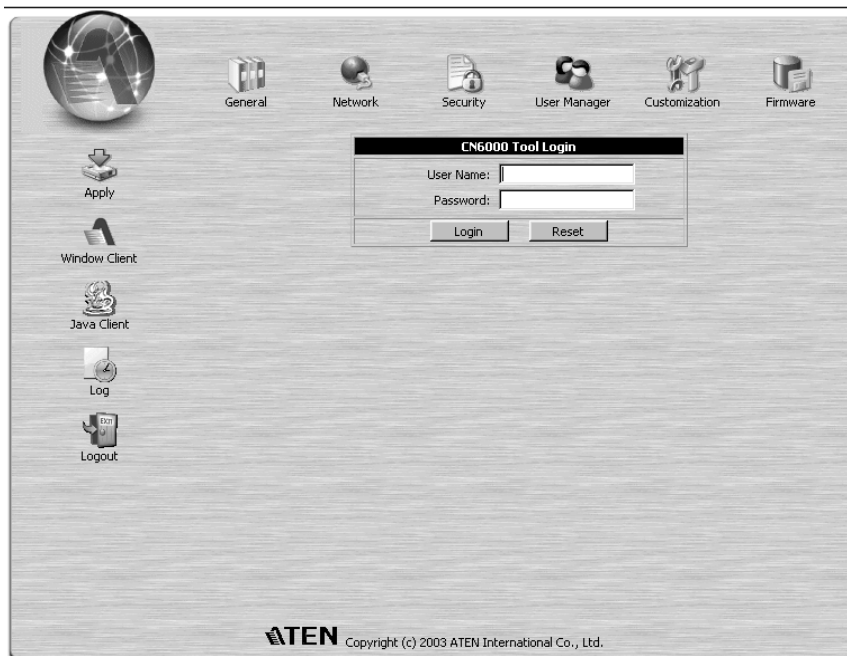 General Network Security User Manager Customization Firmware
CN6000 Tool Login
User Name:
Password:
Login Reset
Apply
Window Client
Java Client
Log
EXIT
Logout
ATEN Copyright (c) 2003 ATEN International Co., Ltd.